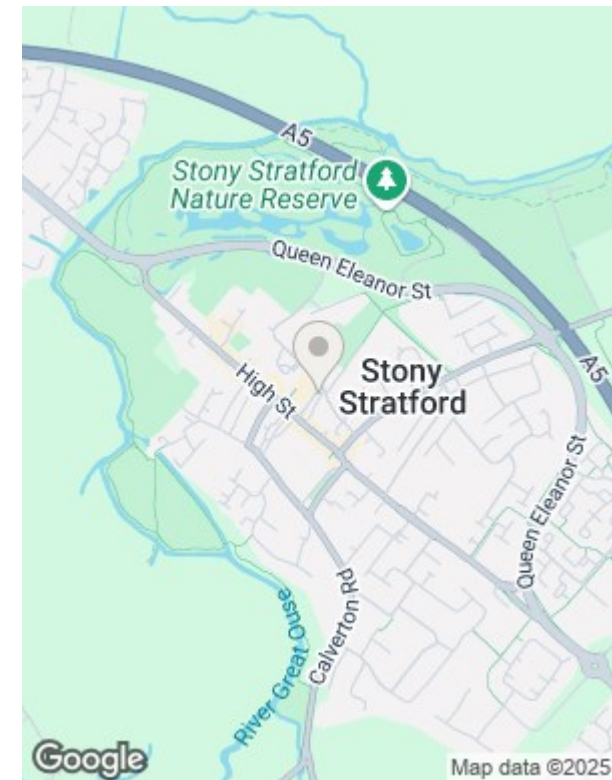 A5
Stony Stratford
Nature Reserve
Queen Eleanor St
High St
Stony
Stratford
A5
Queen Eleanor St
Calverton Rd
River Great Ouse
Google
Map data ©2025